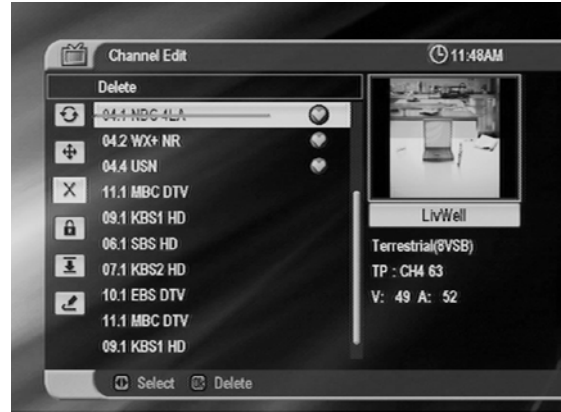 Channel Edit
11:48AM
Delete
04.1 NBC 4LA
04.2 WX+ NR
04.4 USN
11.1 MBC DTV
09.1 KBS1 HD
06.1 SBS HD
07.1 KBS2 HD
10.1 EBS DTV
11.1 MBC DTV
09.1 KBS1 HD
LivWell
Terrestrial(8VSB)
TP : CH4 63
V: 49 A: 52
Select
Delete